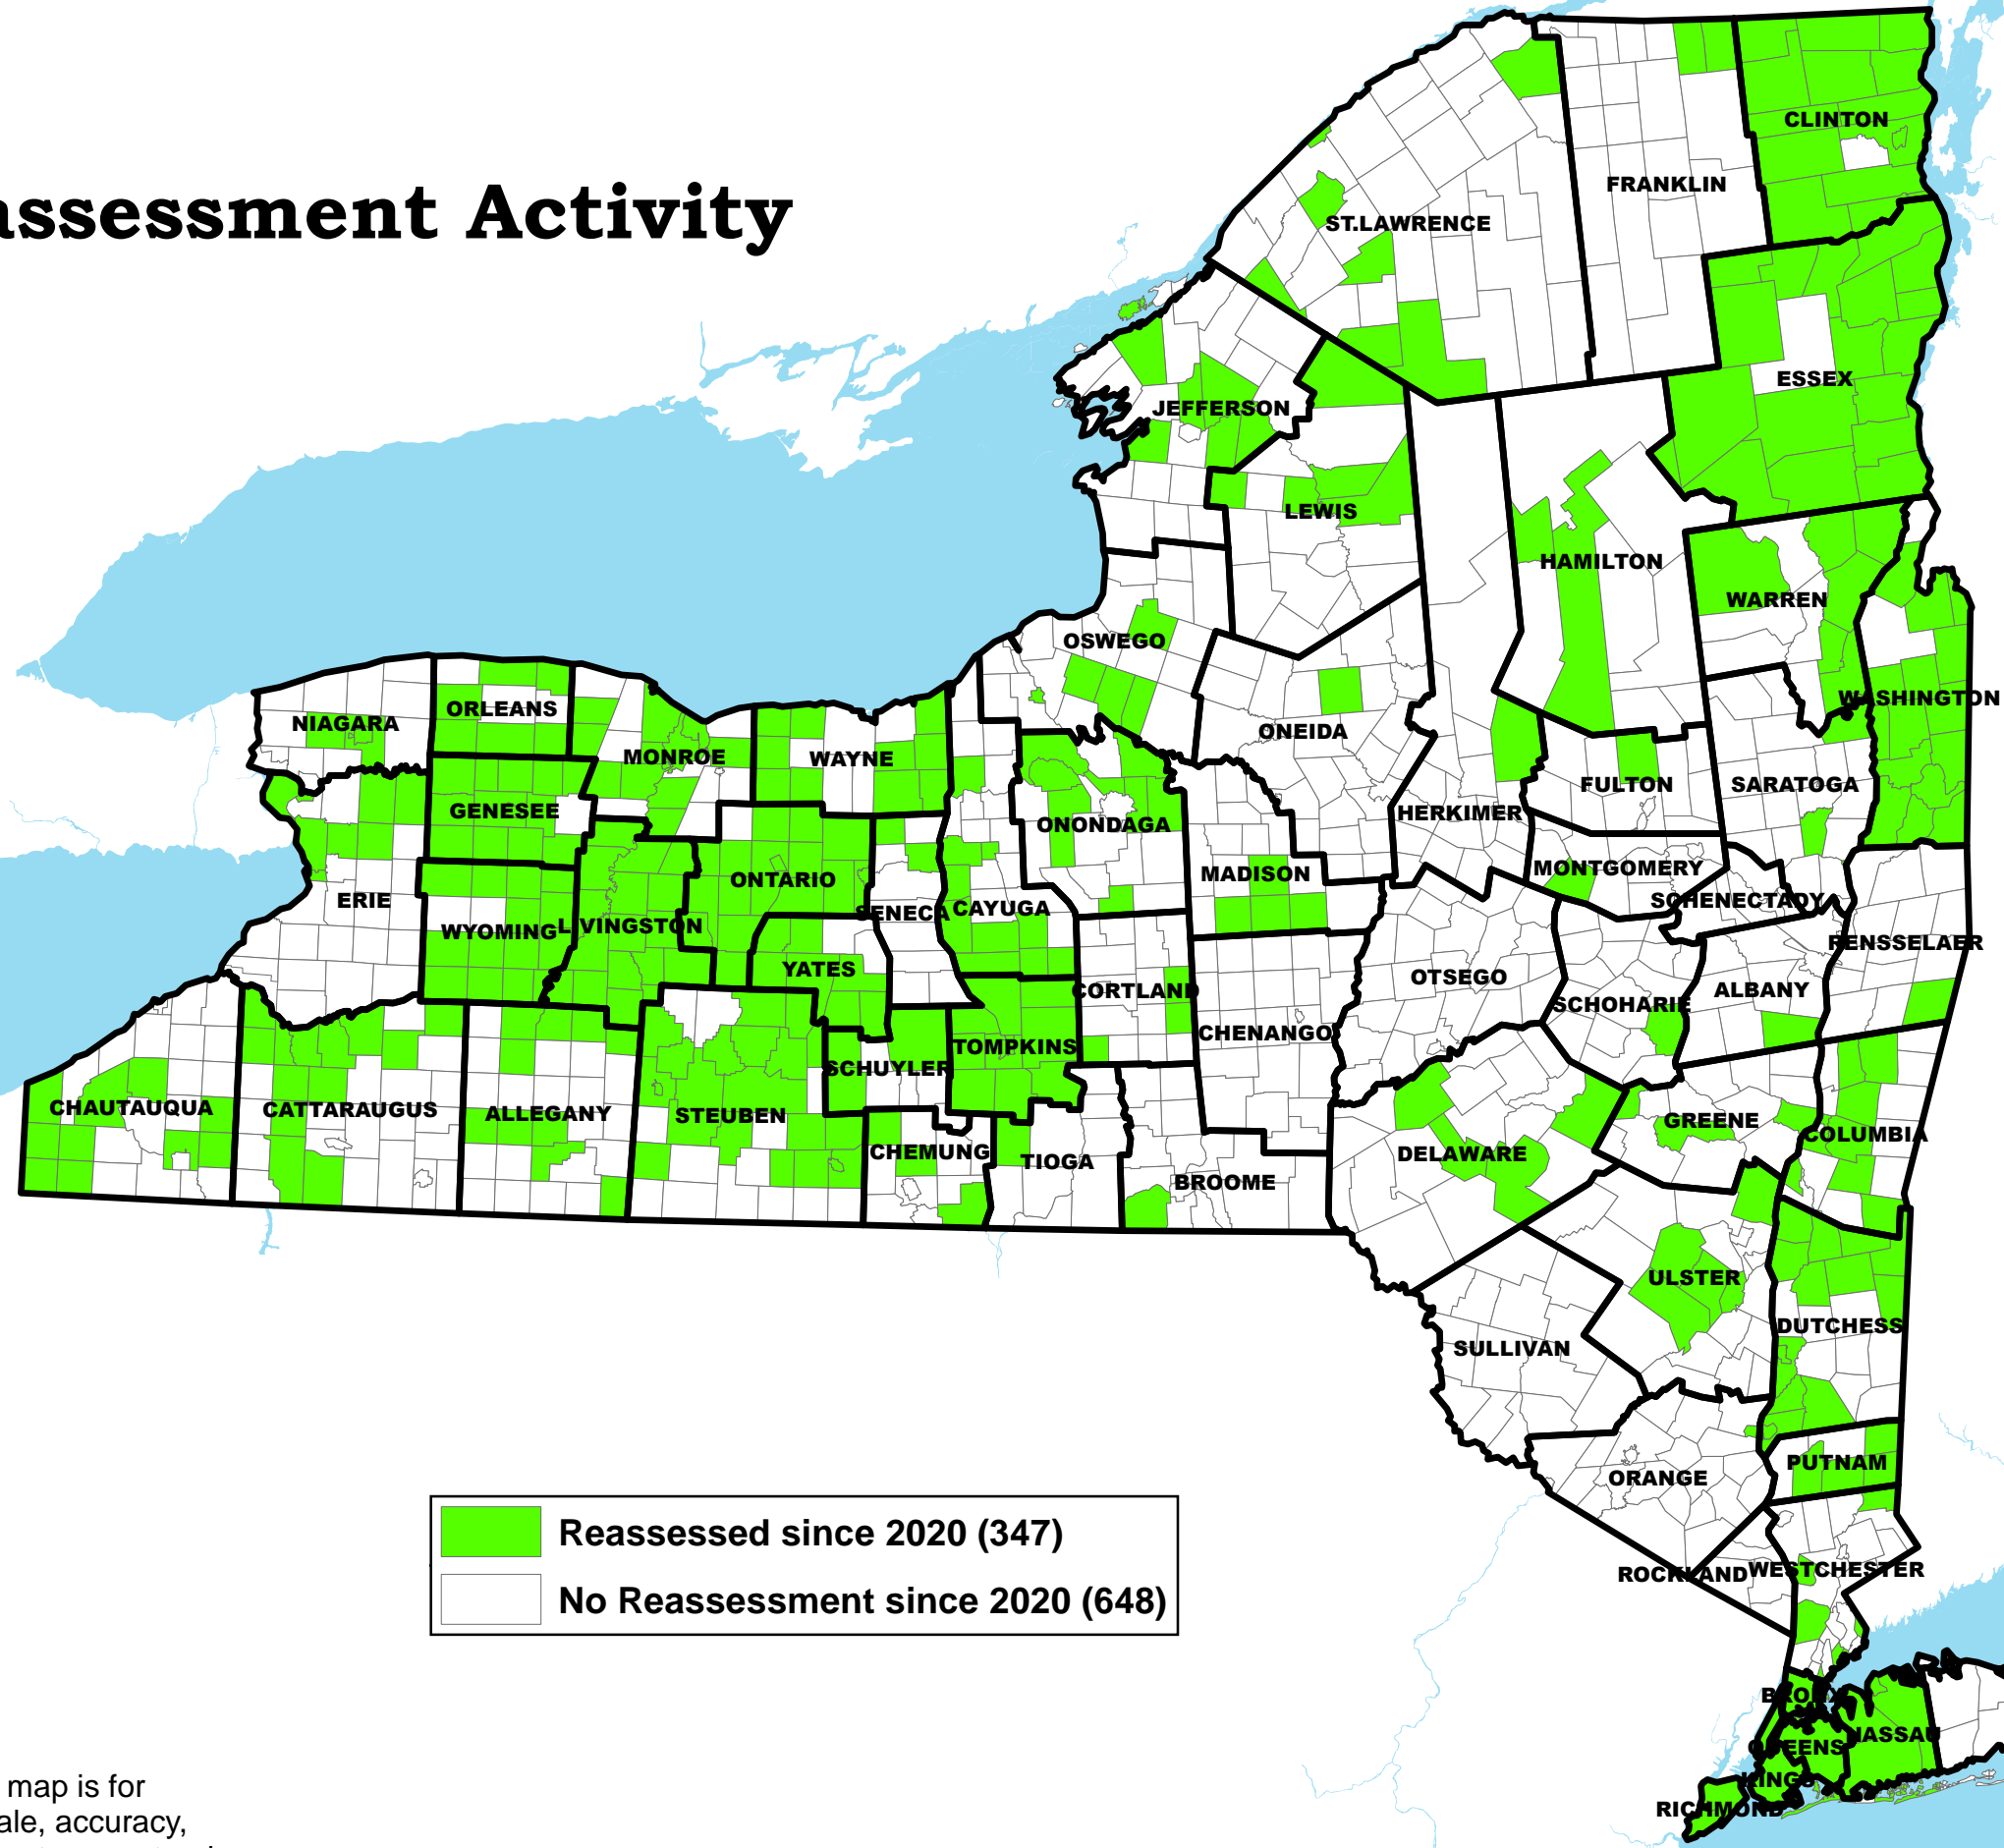 assessment Activity
CLINTON
FRANKLIN
ST.LAWRENCE
ESSEX
JEFFERSON
LEWIS
HAMILTON
WARREN
OSWEGO
WASHINGTON
ORLEANS
NIAGARA
ONEIDA
MONROE
WAYNE
FULTON
SARATOGA
GENESEE
HERKIMER
ONONDAGA
MONTGOMERY
MADISON
ONTARIO
ERIE
SCHENECTADY
SENECA
CAYUGA
LIVINGSTON
WYOMING
RENSSELAER
YATES
OTSEGO
CORTLAND
ALBANY
SCHOHARIE
CHENANGO
TOMPKINS
SCHUYLER
CHAUTAUQUA
CATTARAUGUS
ALLEGANY
STEUBEN
GREENE
COLUMBIA
CHEMUNG
DELAWARE
TIOGA
BROOME
ULSTER
DUTCHESS
SULLIVAN
PUTNAM
ORANGE
Reassessed since 2020 (347)
ROCKLAND
WESTCHESTER
No Reassessment since 2020 (648)
BRONX
NASSAU
QUEENS
KINGS
RICHMOND
map is for
ale, accuracy,